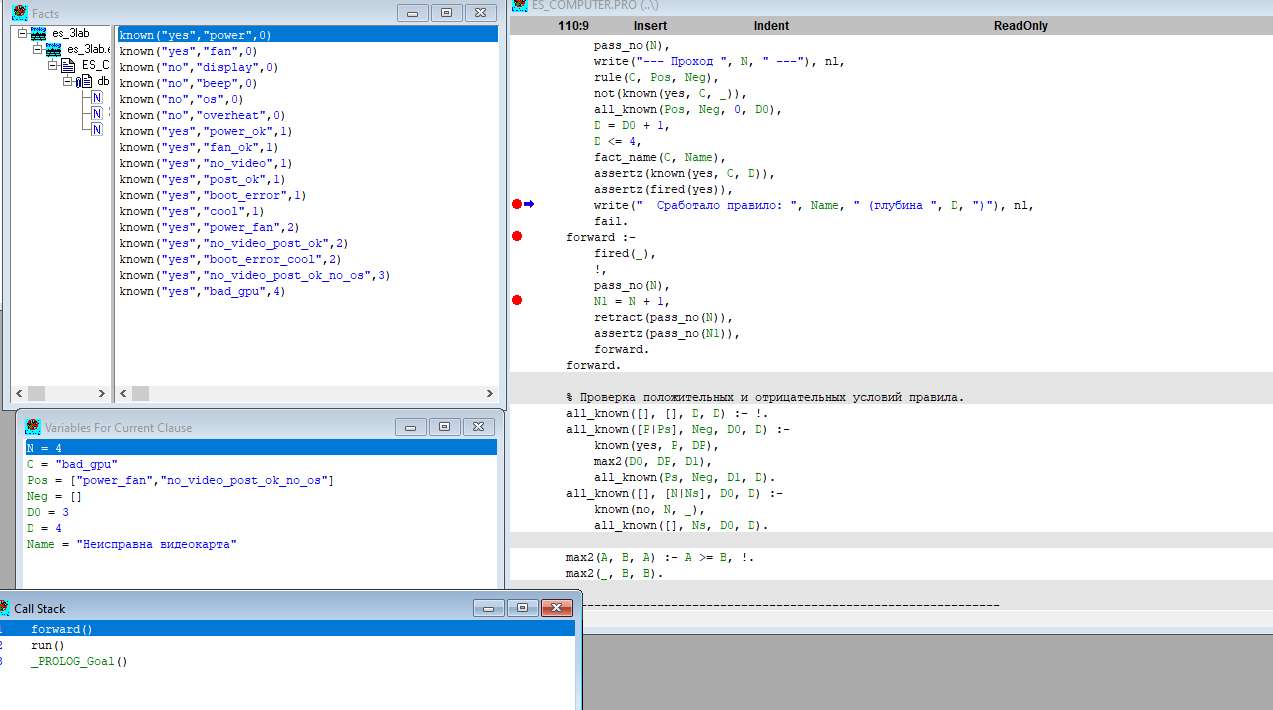 Facts
es_3lab
es_3lab.e
ES_C
db
N
N
N
known("yes","power",0)
known("yes","fan",0)
known("no","display",0)
known("no","beep",0)
known("no","os",0)
known("no","overheat",0)
known("yes","power_ok",1)
known("yes","fan_ok",1)
known("yes","no_video",1)
known("yes","post_ok",1)
known("yes","boot_error",1)
known("yes","cool",1)
known("yes","power_fan",2)
known("yes","no_video_post_ok",2)
known("yes","boot_error_cool",2)
known("yes","no_video_post_ok_no_os",3)
known("yes","bad_gpu",4)
Variables For Current Clause
N = 4
C = "bad_gpu"
Pos = ["power_fan","no_video_post_ok_no_os"]
Neg = []
D0 = 3
D = 4
Name = "Неисправна видеокарта"
Call Stack
1 forward()
2 run()
3 _PROLOG_Goal()
ES_COMPUTER.PRO (..\)
110:9 Insert Indent ReadOnly
pass_no(N),
write("--- Проход ", N, " ---"), nl,
rule(C, Pos, Neg),
not(known(yes, C, _)),
all_known(Pos, Neg, 0, D0),
D = D0 + 1,
D <= 4,
fact_name(C, Name),
assertz(known(yes, C, D)),
assertz(fired(yes)),
write("  Сработало правило: ", Name, " (глубина ", D, ")"), nl,
fail.
forward :-
fired(_),
!,
pass_no(N),
N1 = N + 1,
retract(pass_no(N)),
assertz(pass_no(N1)),
forward.
forward.
% Проверка положительных и отрицательных условий правила.
all_known([], [], D, D) :- !.
all_known([P|Ps], Neg, D0, D) :-
known(yes, P, DP),
max2(D0, DP, D1),
all_known(Ps, Neg, D1, D).
all_known([], [N|Ns], D0, D) :-
known(no, N, _),
all_known([], Ns, D0, D).
max2(A, B, A) :- A >= B, !.
max2(_, B, B).
------------------------------------------------------------